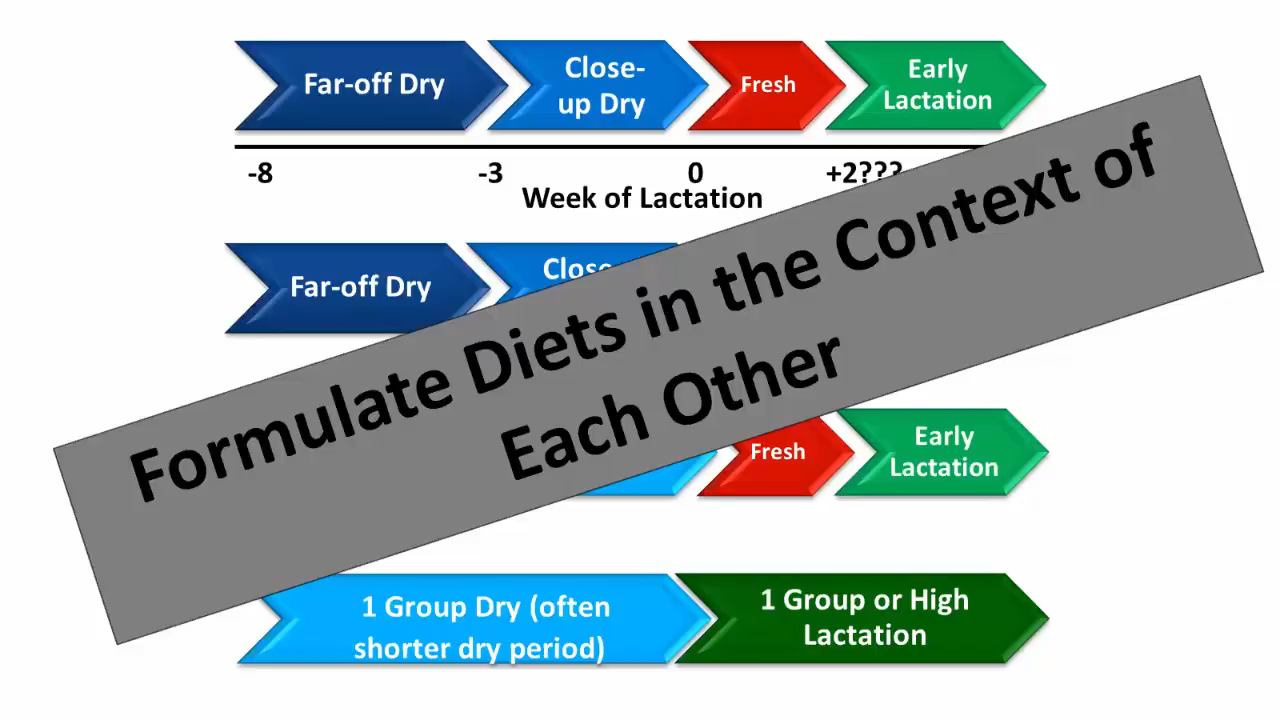 Far-off Dry
Close-
up Dry
Fresh
Early
Lactation
-8
-3
0
+2???
Week of Lactation
Far-off Dry
Close-
Formulate Diets in the Context of
Each Other
Fresh
Early
Lactation
1 Group Dry (often
shorter dry period)
1 Group or High
Lactation